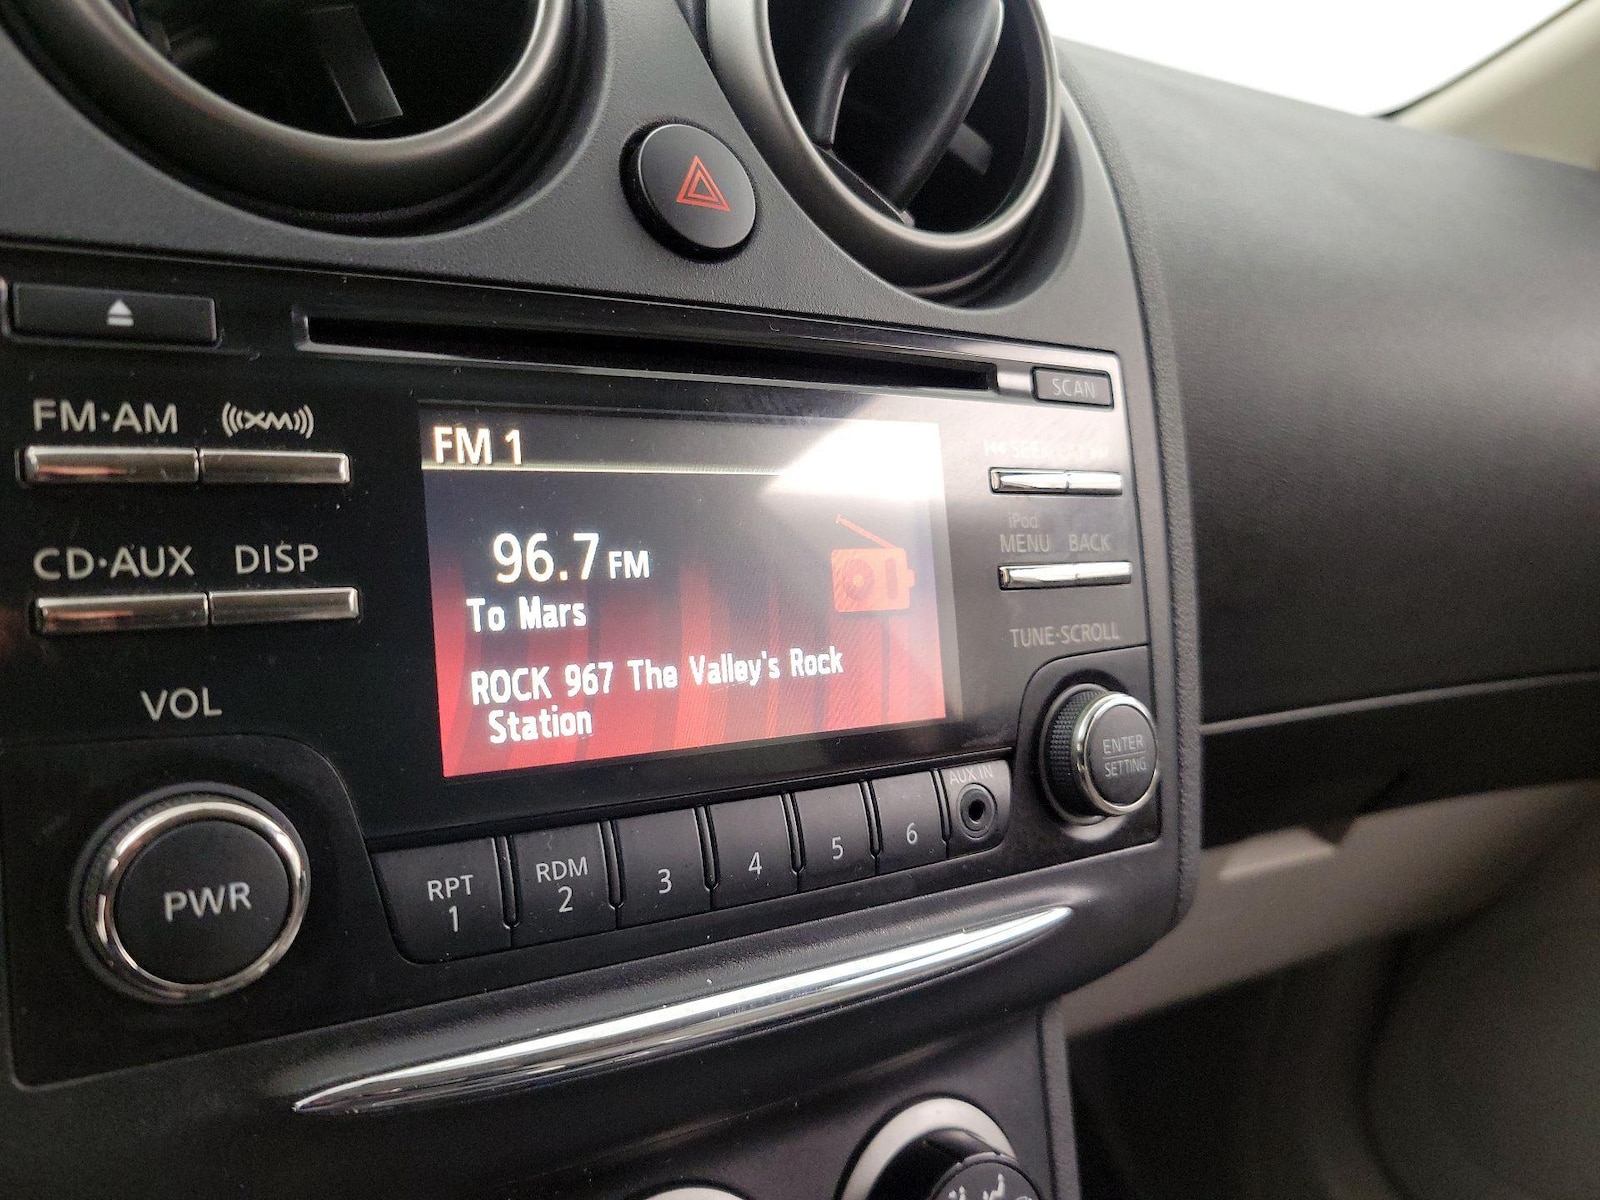 SCAN
FM·AM
((( XM )))
FM 1
CD·AUX DISP
96.7 FM
To Mars
ROCK 967 The Valley's Rock
Station
iPod
MENU BACK
TUNE·SCROLL
VOL
ENTER
SETTING
AUX IN
PWR
RPT
1
RDM
2
3
4
5
6